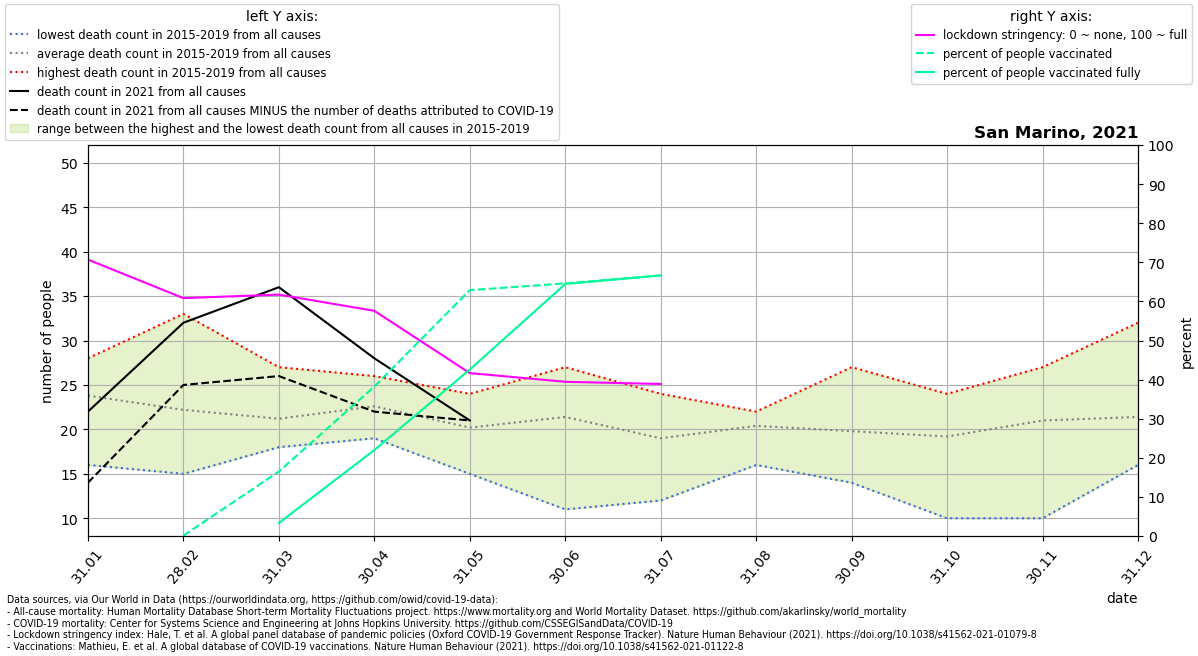 left Y axis:
lowest death count in 2015-2019 from all causes
average death count in 2015-2019 from all causes
highest death count in 2015-2019 from all causes
death count in 2021 from all causes
death count in 2021 from all causes MINUS the number of deaths attributed to COVID-19
range between the highest and the lowest death count from all causes in 2015-2019
right Y axis:
lockdown stringency: 0 ~ none, 100 ~ full
percent of people vaccinated
percent of people vaccinated fully
San Marino, 2021
number of people
50
45
40
35
30
25
20
15
10
100
90
80
70
60
50
40
30
20
10
0
percent
31.01
28.02
31.03
30.04
31.05
30.06
31.07
31.08
30.09
31.10
30.11
31.12
date
Data sources, via Our World in Data (https://ourworldindata.org, https://github.com/owid/covid-19-data):
- All-cause mortality: Human Mortality Database Short-term Mortality Fluctuations project. https://www.mortality.org and World Mortality Dataset. https://github.com/akarlinsky/world_mortality
- COVID-19 mortality: Center for Systems Science and Engineering at Johns Hopkins University. https://github.com/CSSEGISandData/COVID-19
- Lockdown stringency index: Hale, T. et al. A global panel database of pandemic policies (Oxford COVID-19 Government Response Tracker). Nature Human Behaviour (2021). https://doi.org/10.1038/s41562-021-01079-8
- Vaccinations: Mathieu, E. et al. A global database of COVID-19 vaccinations. Nature Human Behaviour (2021). https://doi.org/10.1038/s41562-021-01122-8